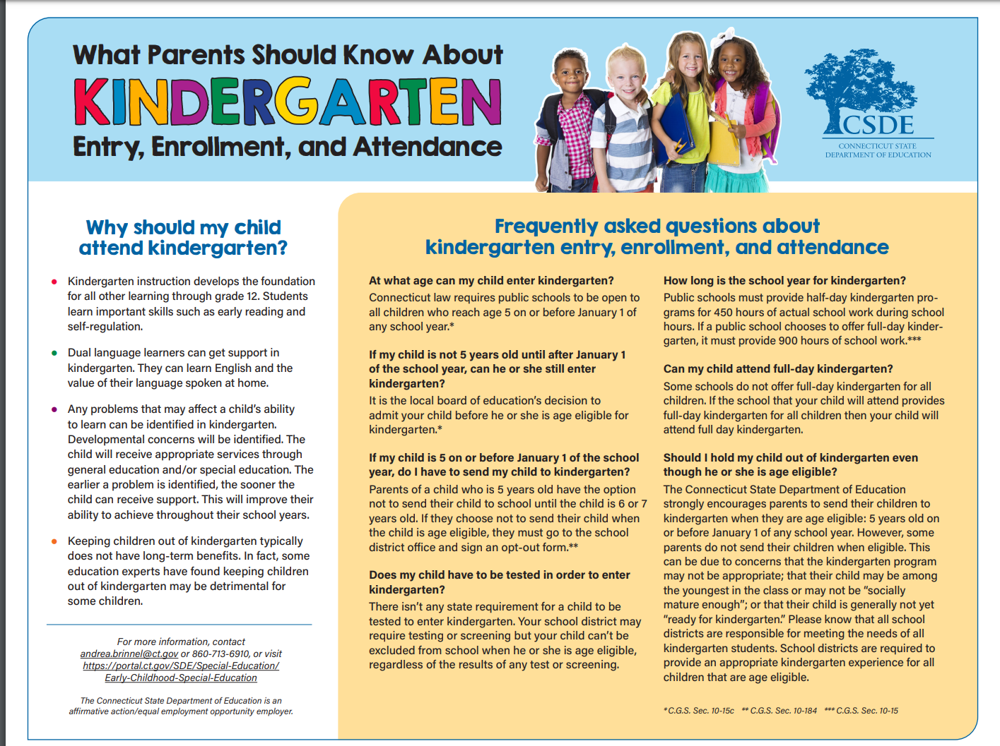 What Parents Should Know About
KINDERGARTEN
Entry, Enrollment, and Attendance
CSDE
CONNECTICUT STATE
DEPARTMENT OF EDUCATION
Why should my child
attend kindergarten?
• Kindergarten instruction develops the foundation
for all other learning through grade 12. Students
learn important skills such as early reading and
self-regulation.
• Dual language learners can get support in
kindergarten. They can learn English and the
value of their language spoken at home.
• Any problems that may affect a child's ability
to learn can be identified in kindergarten.
Developmental concerns will be identified. The
child will receive appropriate services through
general education and/or special education. The
earlier a problem is identified, the sooner the
child can receive support. This will improve their
ability to achieve throughout their school years.
• Keeping children out of kindergarten typically
does not have long-term benefits. In fact, some
education experts have found keeping children
out of kindergarten may be detrimental for
some children.
For more information, contact
andrea.brinnel@ct.gov or 860-713-6910, or visit
https://portal.ct.gov/SDE/Special-Education/
Early-Childhood-Special-Education
The Connecticut State Department of Education is an
affirmative action/equal employment opportunity employer.
Frequently asked questions about
kindergarten entry, enrollment, and attendance
At what age can my child enter kindergarten?
Connecticut law requires public schools to be open to
all children who reach age 5 on or before January 1 of
any school year.*
If my child is not 5 years old until after January 1
of the school year, can he or she still enter
kindergarten?
It is the local board of education's decision to
admit your child before he or she is age eligible for
kindergarten.*
If my child is 5 on or before January 1 of the school
year, do I have to send my child to kindergarten?
Parents of a child who is 5 years old have the option
not to send their child to school until the child is 6 or 7
years old. If they choose not to send their child when
the child is age eligible, they must go to the school
district office and sign an opt-out form.**
Does my child have to be tested in order to enter
kindergarten?
There isn't any state requirement for a child to be
tested to enter kindergarten. Your school district may
require testing or screening but your child can't be
excluded from school when he or she is age eligible,
regardless of the results of any test or screening.
How long is the school year for kindergarten?
Public schools must provide half-day kindergarten pro-
grams for 450 hours of actual school work during school
hours. If a public school chooses to offer full-day kinder-
garten, it must provide 900 hours of school work.***
Can my child attend full-day kindergarten?
Some schools do not offer full-day kindergarten for all
children. If the school that your child will attend provides
full-day kindergarten for all children then your child will
attend full day kindergarten.
Should I hold my child out of kindergarten even
though he or she is age eligible?
The Connecticut State Department of Education
strongly encourages parents to send their children to
kindergarten when they are age eligible: 5 years old on
or before January 1 of any school year. However, some
parents do not send their children when eligible. This
can be due to concerns that the kindergarten program
may not be appropriate; that their child may be among
the youngest in the class or may not be "socially
mature enough"; or that their child is generally not yet
"ready for kindergarten." Please know that all school
districts are responsible for meeting the needs of all
kindergarten students. School districts are required to
provide an appropriate kindergarten experience for all
children that are age eligible.
* C.G.S. Sec. 10-15c ** C.G.S. Sec. 10-184 *** C.G.S. Sec. 10-15